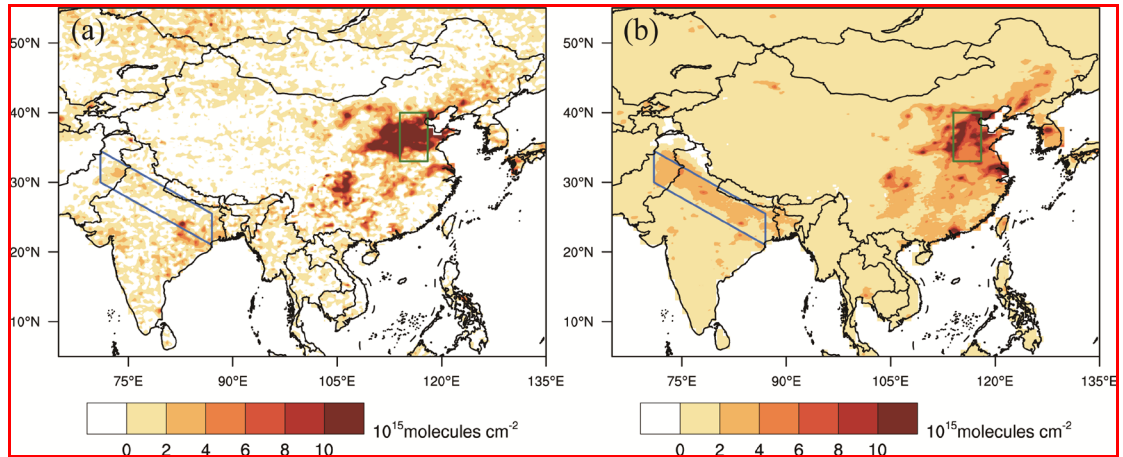 (a) (b)
50°N 50°N
40°N 40°N
30°N 30°N
20°N 20°N
10°N 10°N
75°E 90°E 105°E 120°E 135°E 75°E 90°E 105°E 120°E 135°E
10¹⁵molecules cm⁻² 10¹⁵molecules cm⁻²
0 2 4 6 8 10 0 2 4 6 8 10